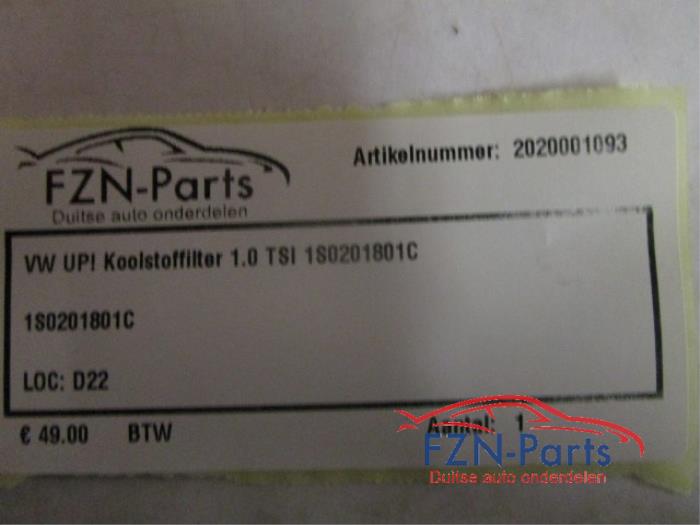 FZN-Parts
Duitse auto onderdelen
Artikelnummer: 2020001093
VW UP! Koolstoffilter 1.0 TSI 1S0201801C
1S0201801C
LOC: D22
€ 49.00 BTW
Aantal: 1
FZN-Parts
Duitse auto onderdelen